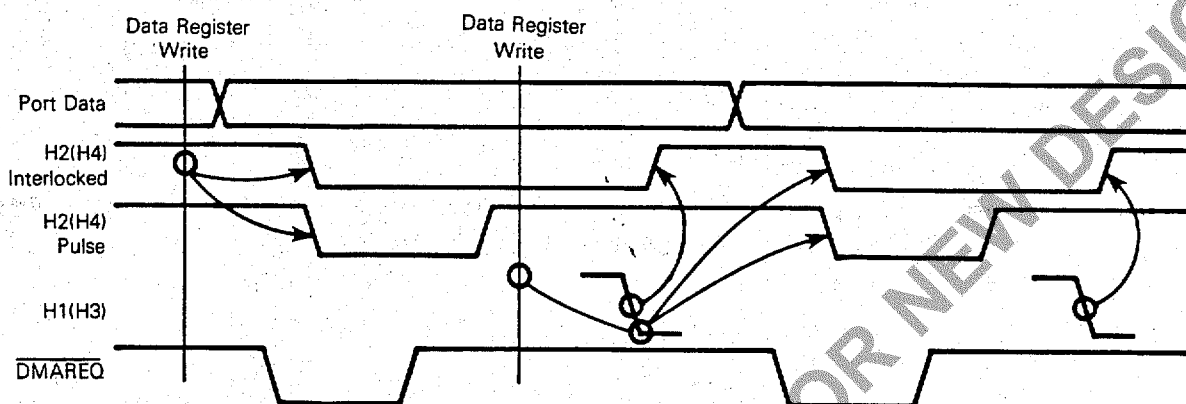 Data Register
Write
Data Register
Write
Port Data
H2(H4)
Interlocked
H2(H4)
Pulse
H1(H3)
DMAREQ
OR NEW DESIG